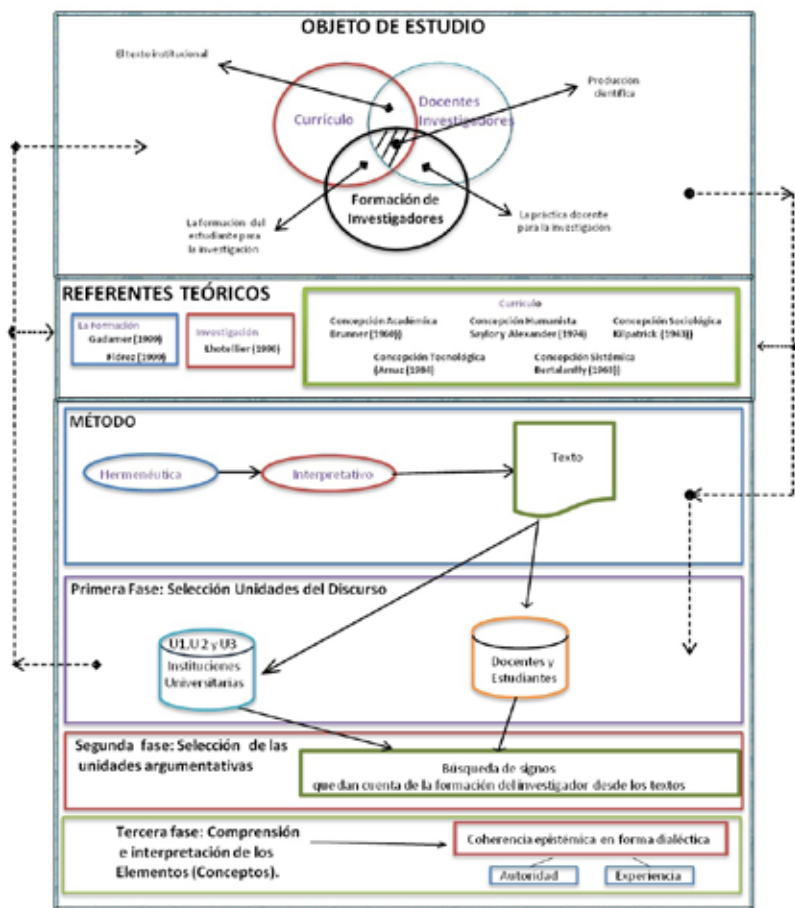 OBJETO DE ESTUDIO
El texto institucional
Producción
científica
Currículo
Docentes
Investigadores
Formación de
Investigadores
La formación del
estudiante para
la investigación
La práctica docente
para la investigación
REFERENTES TEÓRICOS
La Formación
Gadamer (1999)
Flórez (1999)
Investigación
Lhotellier (1990)
Currículo
Concepción Académica
Brunner (1960))
Concepción Humanista
Saylor y Alexander (1974)
Concepción Sociológica
Kilpatrick (1943))
Concepción Tecnológica
(Arnaz (1984)
Concepción Sistémica
Bertalanffy (1968))
MÉTODO
Hermenéutica
Interpretativo
Texto
Primera Fase: Selección Unidades del Discurso
U1,U2 y U3
Instituciones
Universitarias
Docentes y
Estudiantes
Segunda fase: Selección de las
unidades argumentativas
Búsqueda de signos
que dan cuenta de la formación del investigador desde los textos
Tercera fase: Comprensión
e interpretación de los
Elementos (Conceptos).
Coherencia epistémica en forma dialéctica
Autoridad
Experiencia